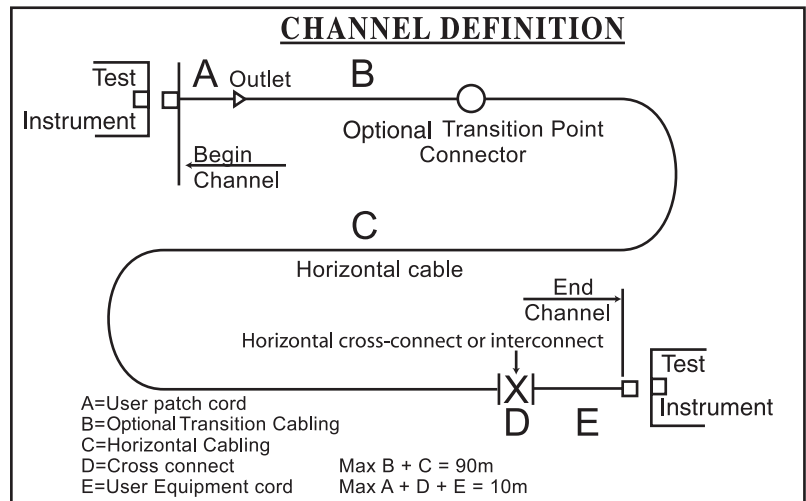 CHANNEL DEFINITION
Test
Instrument
A
Outlet
B
Optional Transition Point
Connector
Begin
Channel
C
Horizontal cable
End
Channel
Horizontal cross-connect or interconnect
X
D
E
Test
Instrument
A=User patch cord
B=Optional Transition Cabling
C=Horizontal Cabling
D=Cross connect Max B + C = 90m
E=User Equipment cord Max A + D + E = 10m